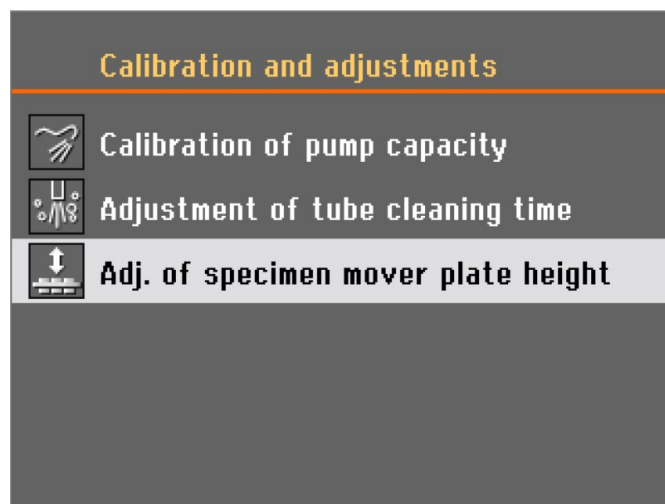 Calibration and adjustments
Calibration of pump capacity
Adjustment of tube cleaning time
Adj. of specimen mover plate height